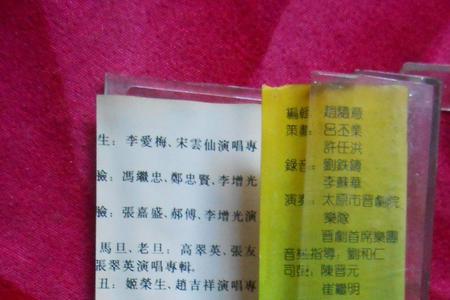 生：李愛梅、宋雲仙演唱專
臉：馮繼忠、鄭忠賢、李增光
臉：張嘉盛、郝傅、李增光演
馬旦、老旦：高翠英、張友
張翠英演唱專輯.
丑：姬榮生、趙吉祥演唱專
編輯：趙隨意
策劃：呂丕業
許任洪
錄音：劉鉄鑄
李蘇華
演奏：太原市晉劇院
樂隊
晉劇首席樂團
音樂指導：劉和仁
司鼓：陳晉元
崔繼明